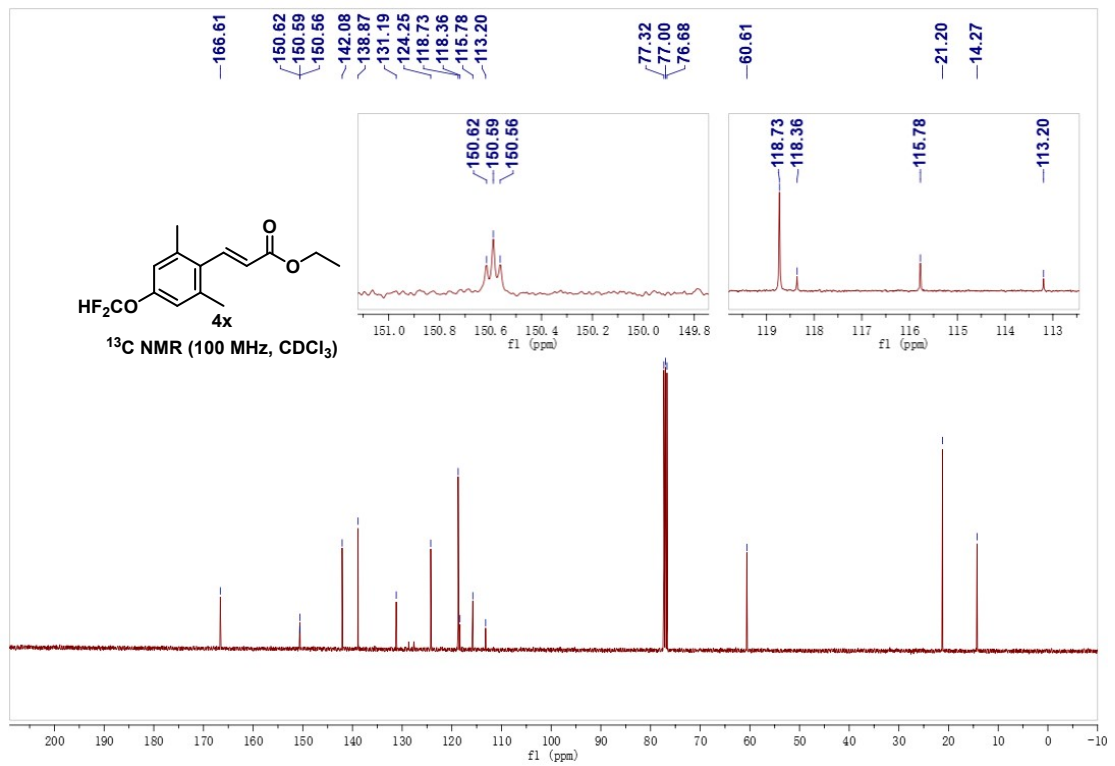 166.61
150.62
150.59
150.56
142.08
138.87
131.19
124.25
118.73
118.36
115.78
113.20
77.32
77.00
76.68
60.61
21.20
14.27
150.62
150.59
150.56
151.0 150.8 150.6 150.4 150.2 150.0 149.8
f1 (ppm)
118.73
118.36
115.78
113.20
119 118 117 116 115 114 113
f1 (ppm)
O
O
HF₂CO
4x
¹³C NMR (100 MHz, CDCl₃)
200 190 180 170 160 150 140 130 120 110 100 90 80 70 60 50 40 30 20 10 0 -10
f1 (ppm)